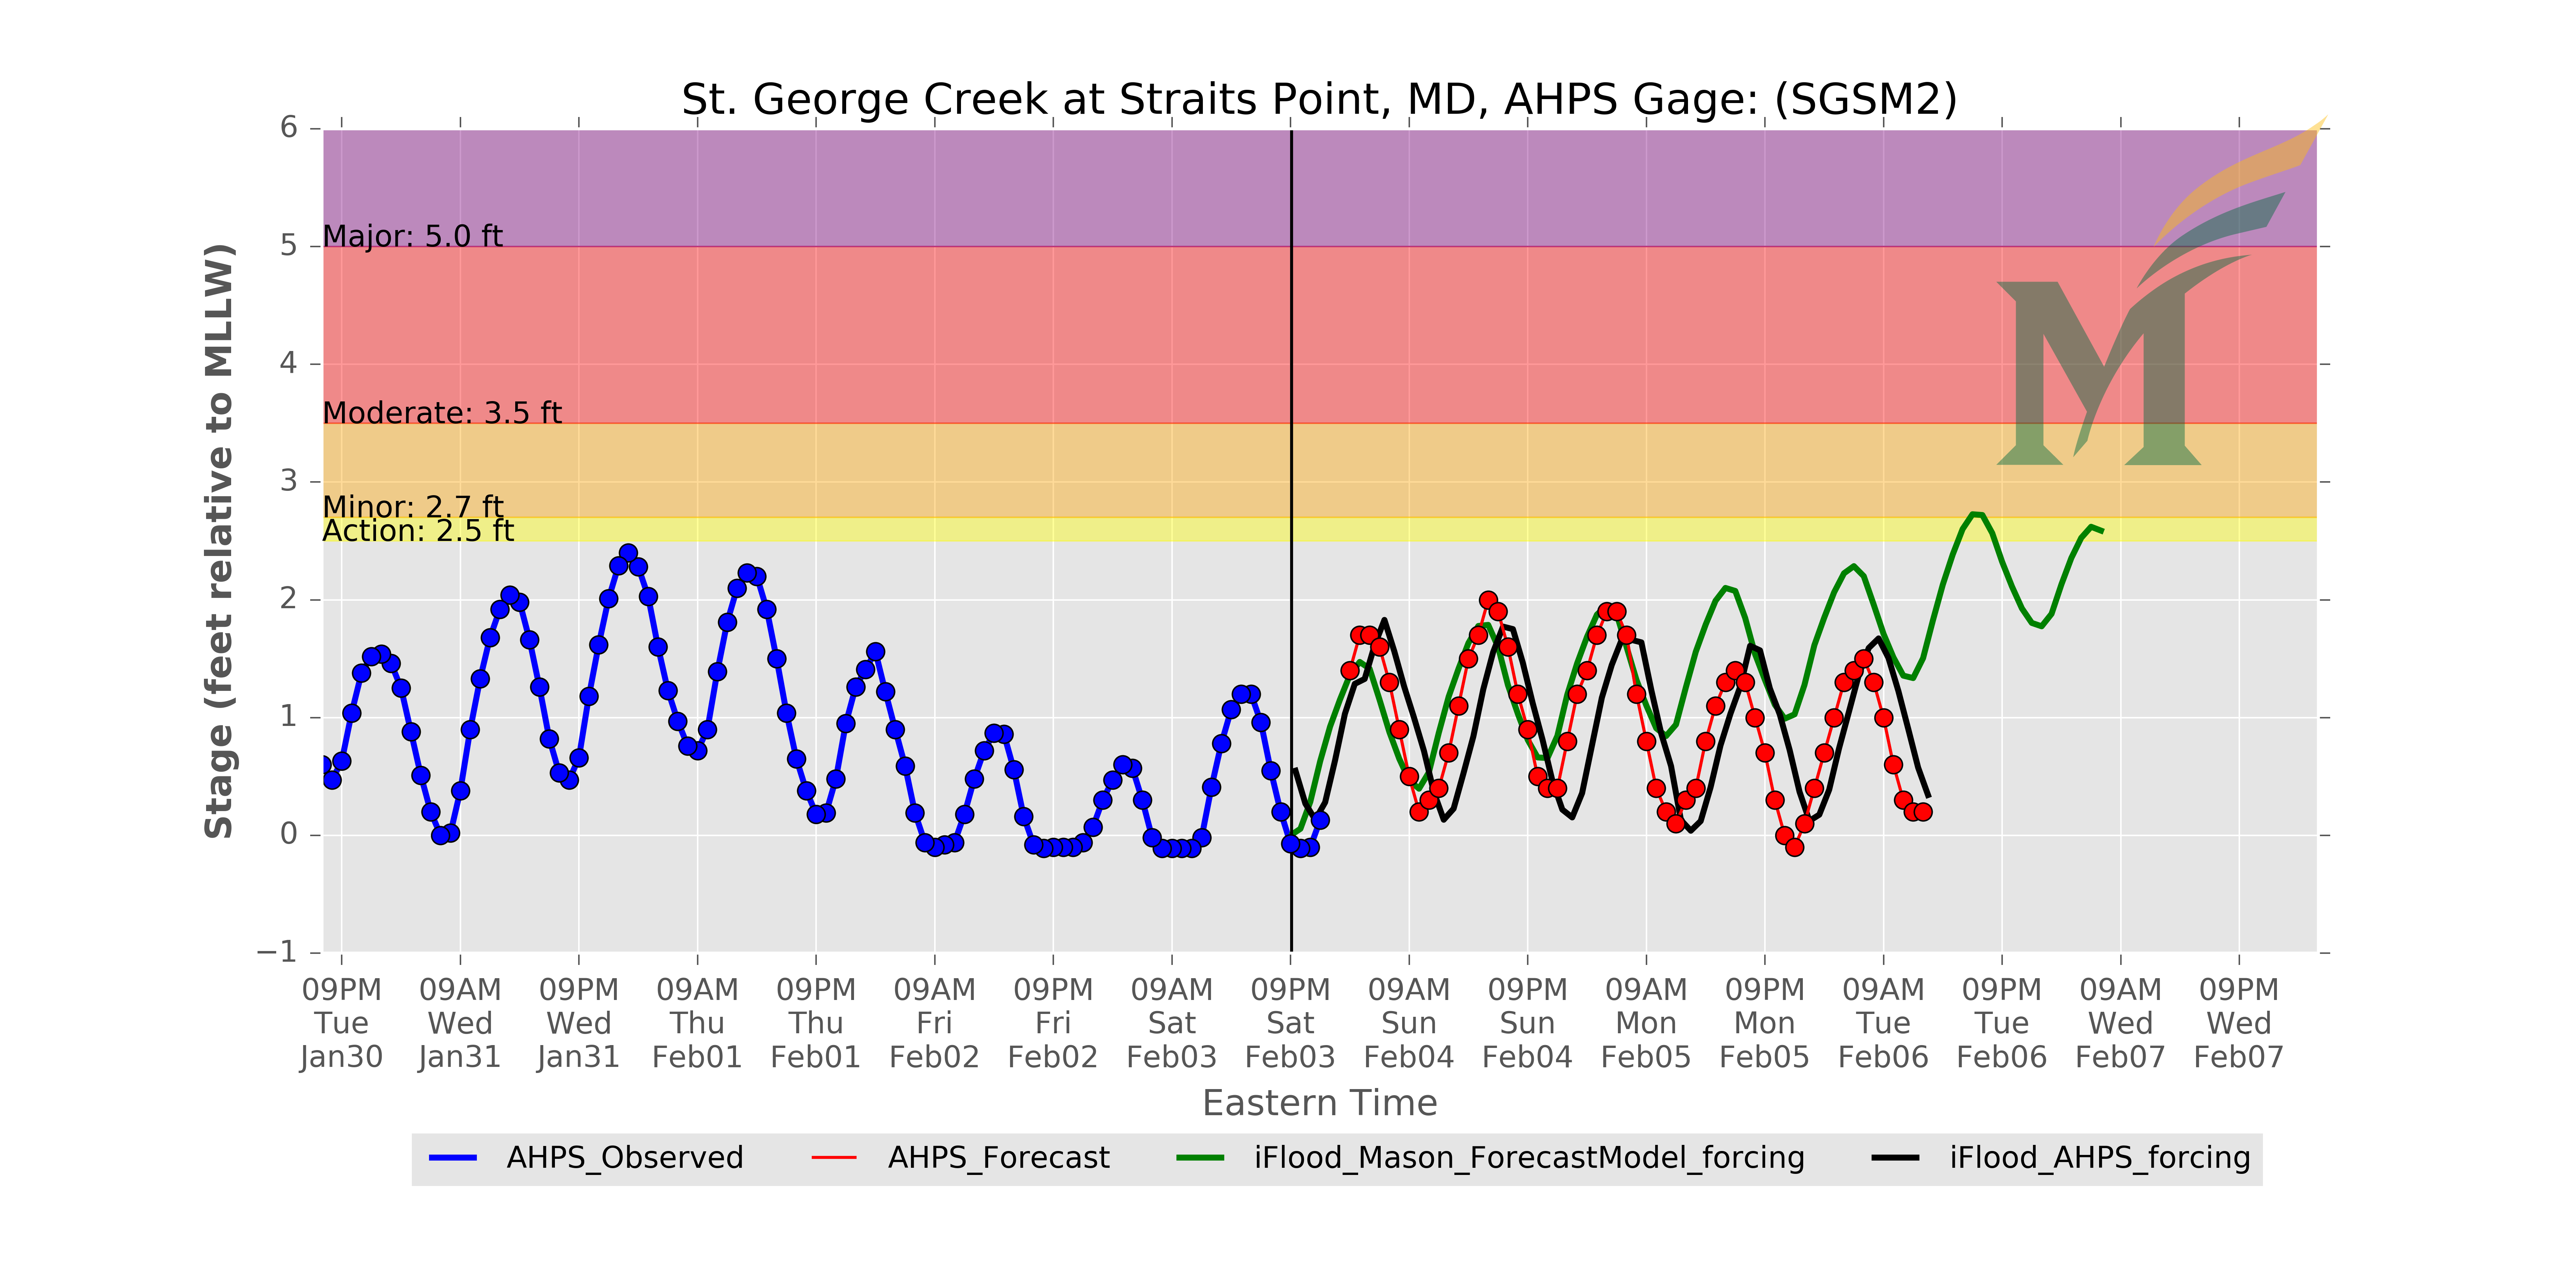 St. George Creek at Straits Point, MD, AHPS Gage: (SGSM2)
6
5
4
3
2
1
0
−1
Stage (feet relative to MLLW)
Major: 5.0 ft
Moderate: 3.5 ft
Minor: 2.7 ft
Action: 2.5 ft
M
09PM 09AM 09PM 09AM 09PM 09AM 09PM 09AM 09PM 09AM 09PM 09AM 09PM 09AM 09PM 09AM 09PM
Tue Wed Wed Thu Thu Fri Fri Sat Sat Sun Sun Mon Mon Tue Tue Wed Wed
Jan30 Jan31 Jan31 Feb01 Feb01 Feb02 Feb02 Feb03 Feb03 Feb04 Feb04 Feb05 Feb05 Feb06 Feb06 Feb07 Feb07
Eastern Time
AHPS_Observed AHPS_Forecast iFlood_Mason_ForecastModel_forcing iFlood_AHPS_forcing